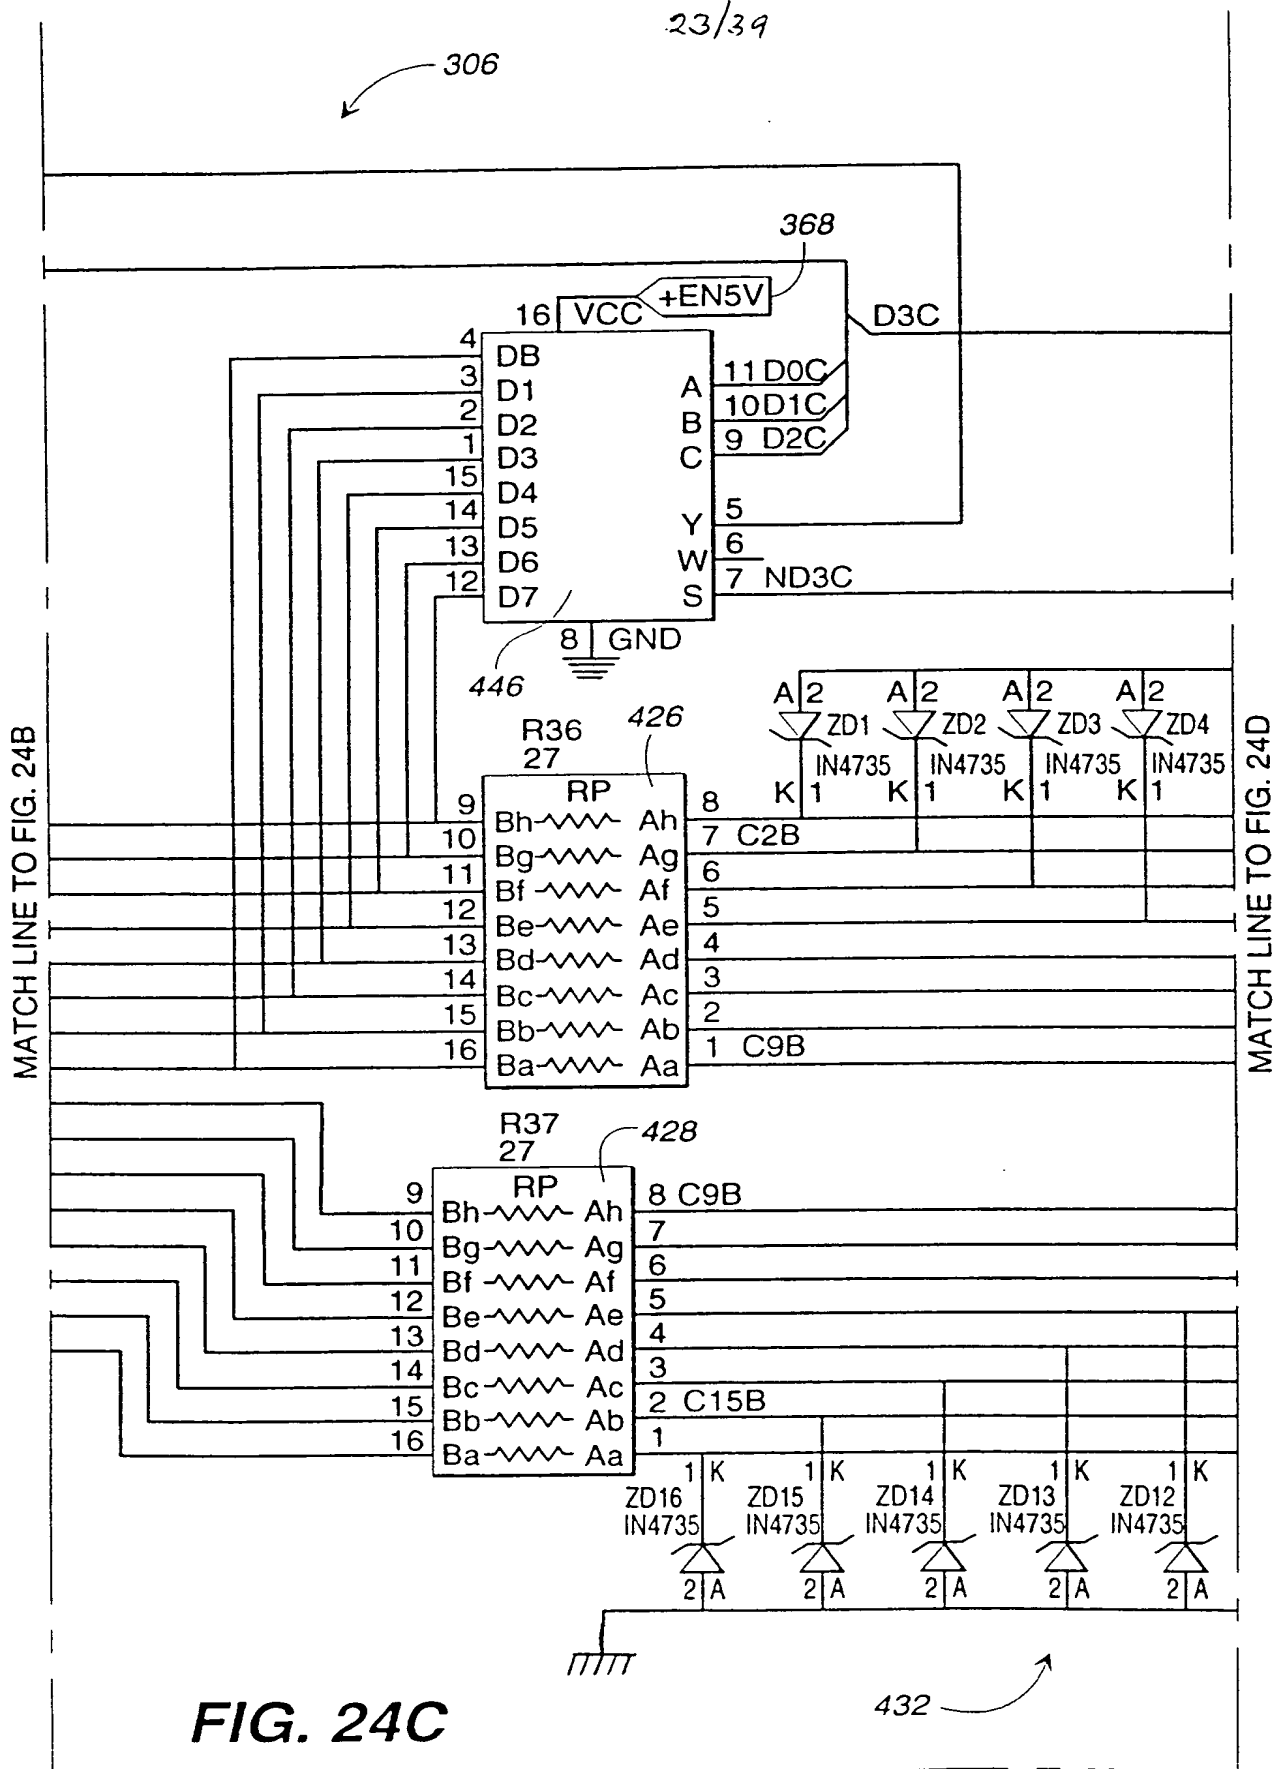 23/39
306
368
+EN5V
16 VCC
D3C
4 DB
3 D1
2 D2
1 D3
15 D4
14 D5
13 D6
12 D7
A 11 D0C
B 10 D1C
C 9 D2C
Y 5
W 6
S 7 ND3C
8 GND
446
MATCH LINE TO FIG. 24B
MATCH LINE TO FIG. 24D
R36
27
426
RP
9 Bh Ah 8
10 Bg Ag 7 C2B
11 Bf Af 6
12 Be Ae 5
13 Bd Ad 4
14 Bc Ac 3
15 Bb Ab 2
16 Ba Aa 1 C9B
A 2 A 2 A 2 A 2
ZD1 ZD2 ZD3 ZD4
IN4735 IN4735 IN4735 IN4735
K 1 K 1 K 1 K 1
R37
27
428
RP
9 Bh Ah 8 C9B
10 Bg Ag 7
11 Bf Af 6
12 Be Ae 5
13 Bd Ad 4
14 Bc Ac 3
15 Bb Ab 2 C15B
16 Ba Aa 1
1 K 1 K 1 K 1 K 1 K
ZD16 ZD15 ZD14 ZD13 ZD12
IN4735 IN4735 IN4735 IN4735 IN4735
2 A 2 A 2 A 2 A 2 A
432
FIG. 24C